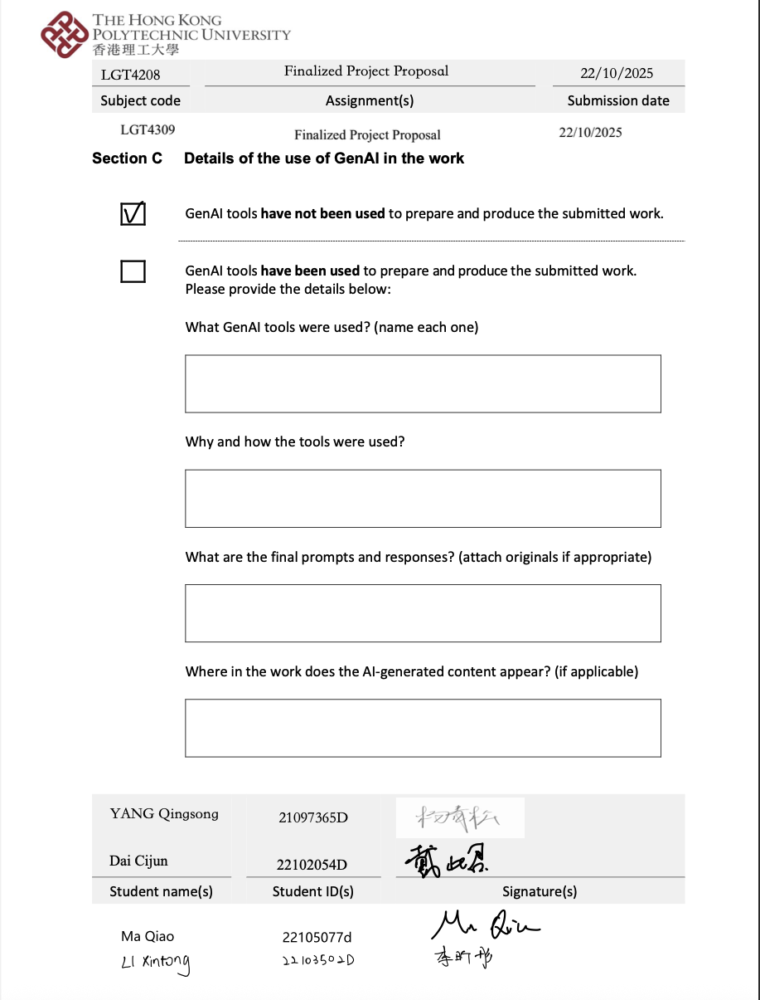 THE HONG KONG
POLYTECHNIC UNIVERSITY
香港理工大學
LGT4208 Finalized Project Proposal 22/10/2025
Subject code Assignment(s) Submission date
LGT4309 Finalized Project Proposal 22/10/2025
Section C Details of the use of GenAI in the work
GenAI tools have not been used to prepare and produce the submitted work.
GenAI tools have been used to prepare and produce the submitted work.
Please provide the details below:
What GenAI tools were used? (name each one)
Why and how the tools were used?
What are the final prompts and responses? (attach originals if appropriate)
Where in the work does the AI-generated content appear? (if applicable)
YANG Qingsong 21097365D 杨青松
Dai Cijun 22102054D 戴此君
Student name(s) Student ID(s) Signature(s)
Ma Qiao 22105077d Ma Qiao
LI Xintong 22103502D 李昕彤